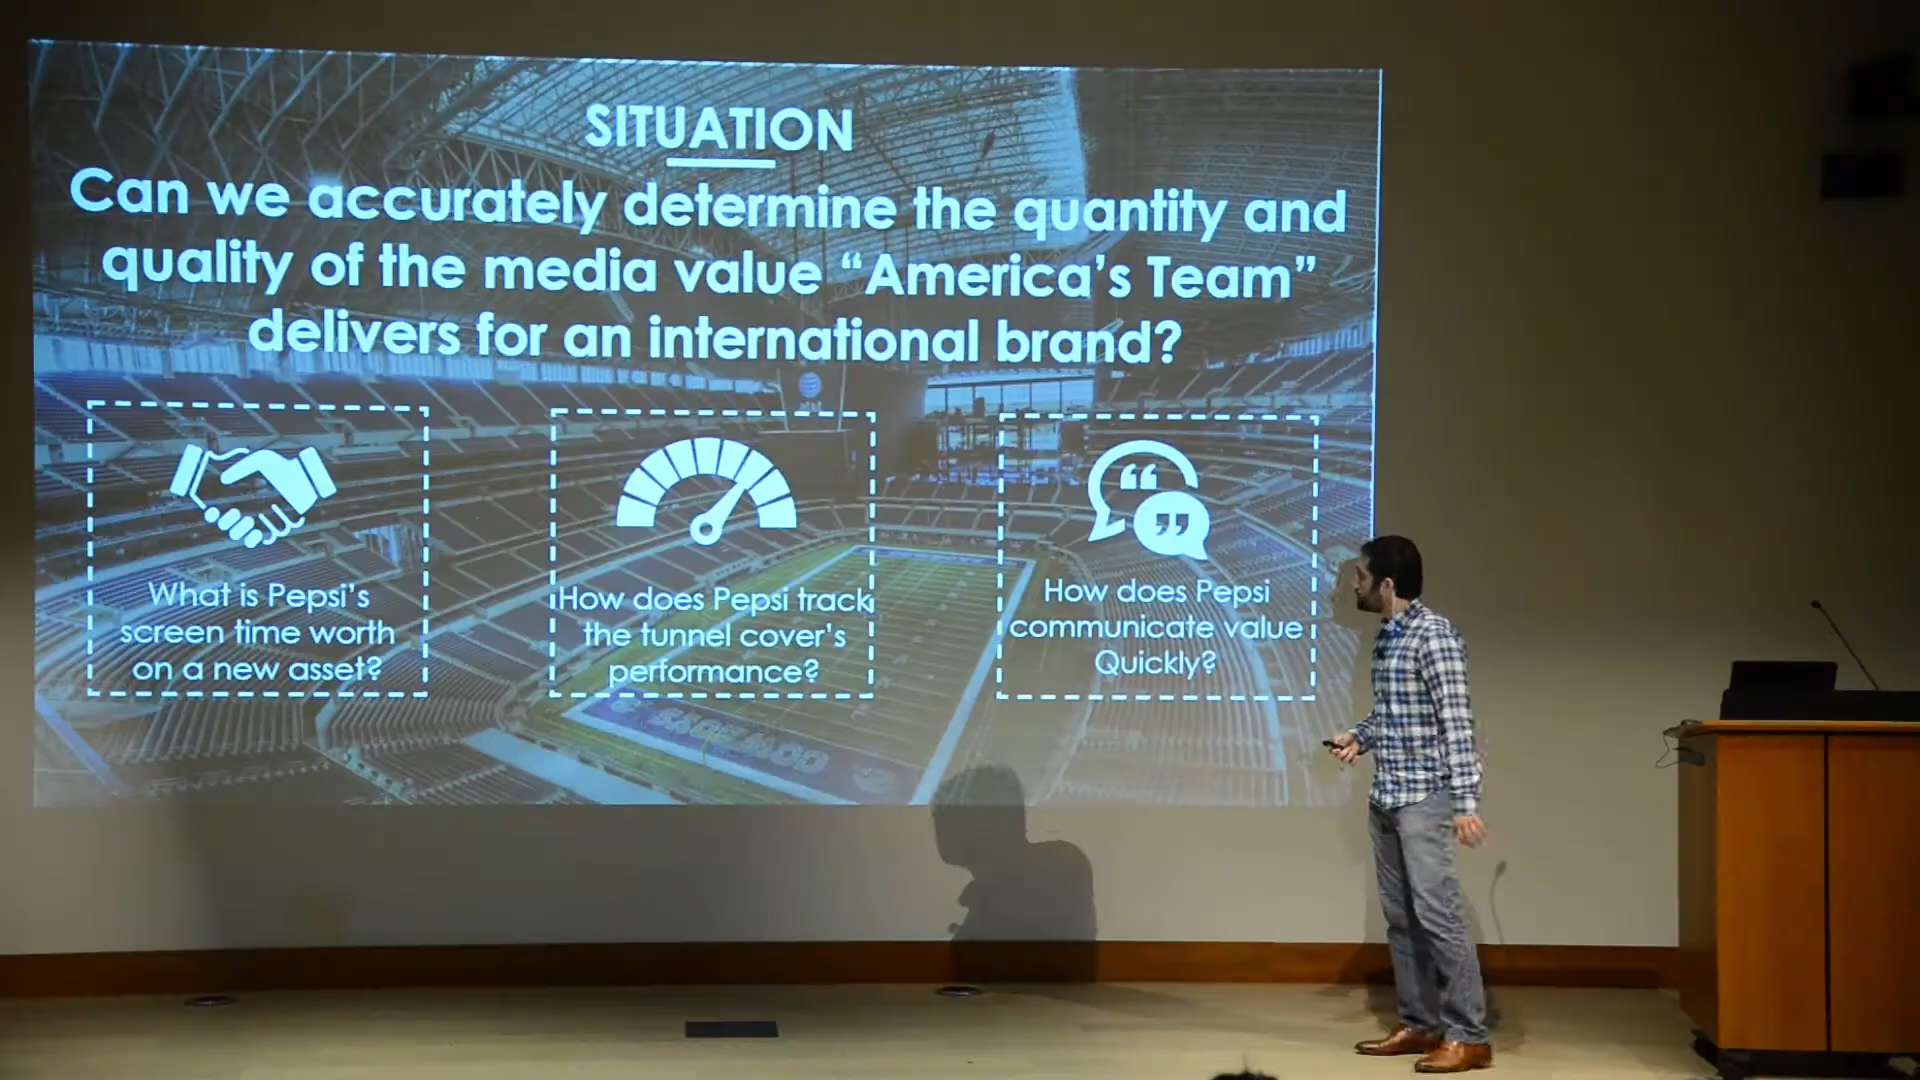 SITUATION
Can we accurately determine the quantity and
quality of the media value “America’s Team”
delivers for an international brand?
What is Pepsi’s
screen time worth
on a new asset?
How does Pepsi track
the tunnel cover’s
performance?
How does Pepsi
communicate value
Quickly?
COWBOYS